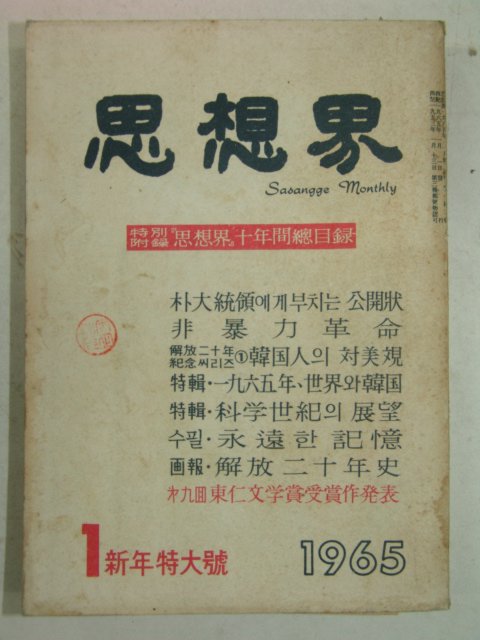 思想界
Sasangge Monthly
特別附錄『思想界』十年間總目録
朴大統領에게부치는 公開狀
非暴力革命
解放二十年紀念씨리즈①韓国人의 対美観
特輯·一九六五年、世界와韓国
特輯·科学世紀의 展望
수필·永遠한 記憶
画報·解放二十年史
第九回 東仁文学賞·受賞作発表
1 新年特大號 1965